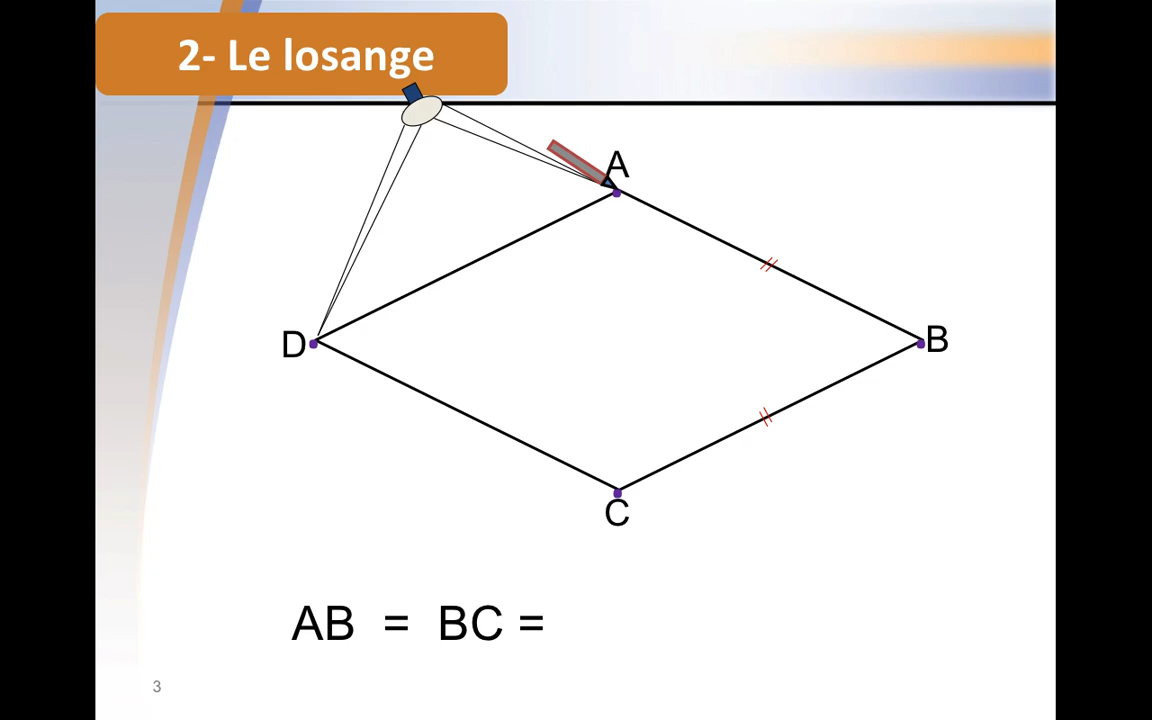 2- Le losange
A
D
B
C
AB = BC =
3